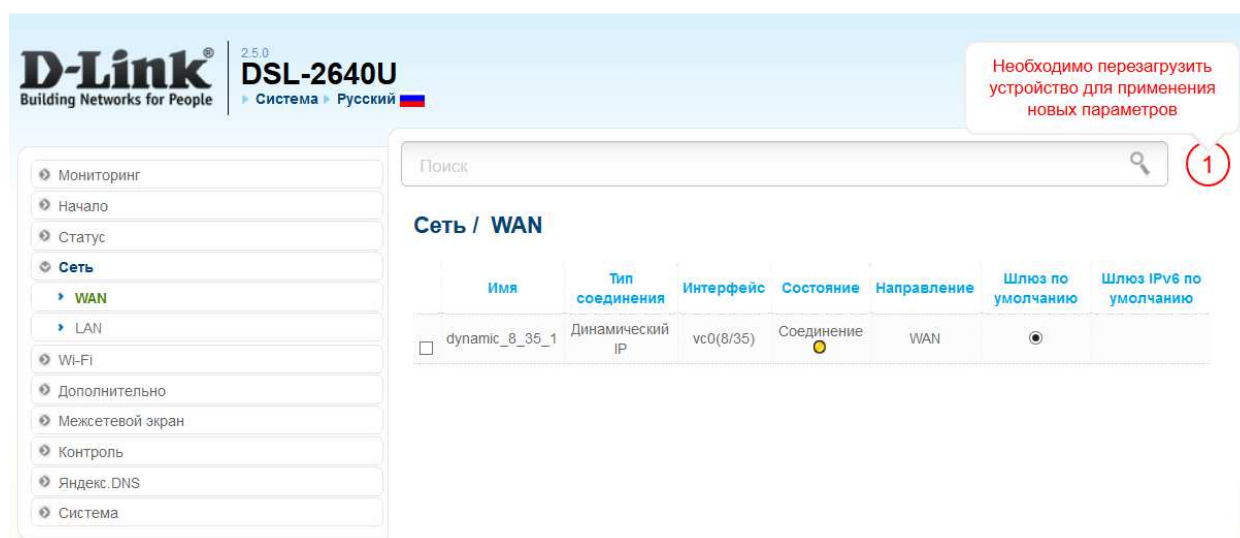 D-Link®
Building Networks for People
2.5.0
DSL-2640U
Система Русский
Необходимо перезагрузить
устройство для применения
новых параметров
1
Поиск
Мониторинг
Начало
Статус
Сеть
WAN
LAN
Wi-Fi
Дополнительно
Межсетевой экран
Контроль
Яндекс.DNS
Система
Сеть / WAN
Имя Тип соединения Интерфейс Состояние Направление Шлюз по умолчанию Шлюз IPv6 по умолчанию
dynamic_8_35_1 Динамический IP vc0(8/35) Соединение WAN